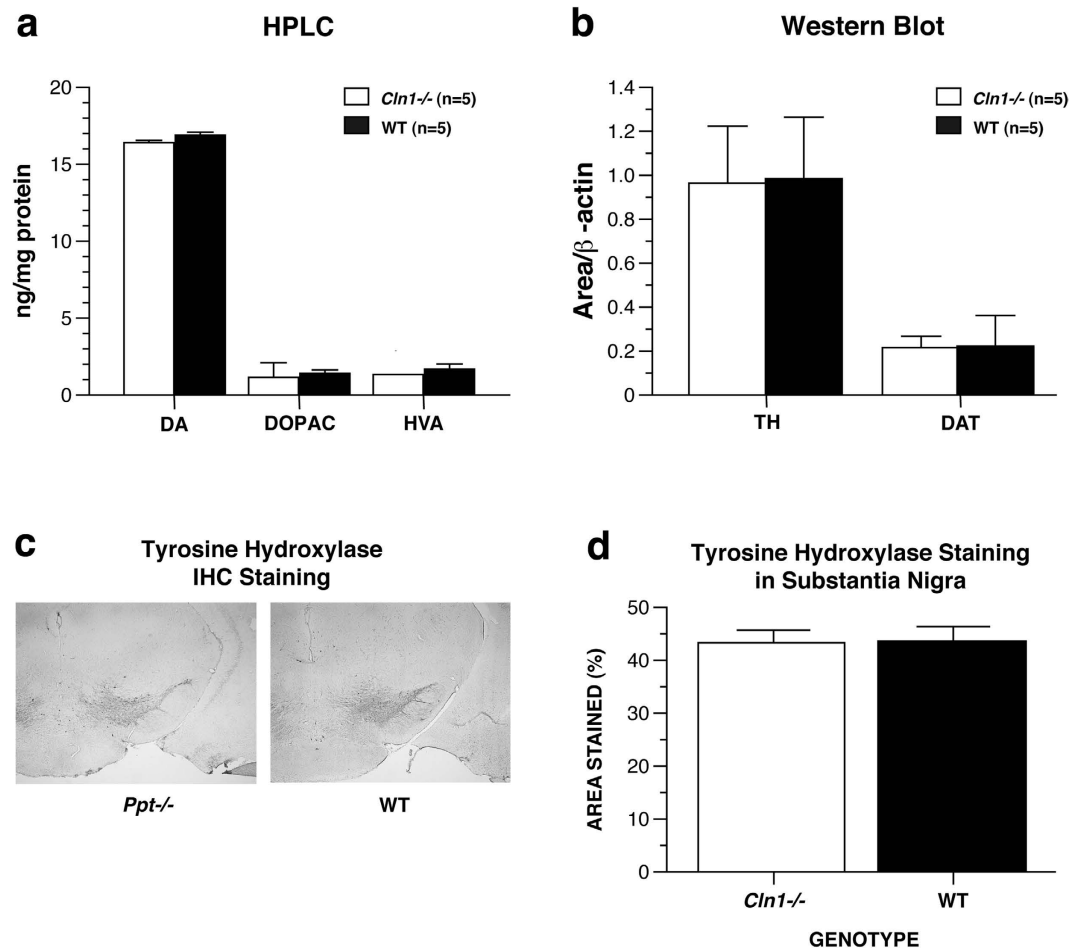 a
HPLC
ng/mg protein
20
15
10
5
0
Cln1-/- (n=5)
WT (n=5)
DA
DOPAC
HVA
b
Western Blot
Area/β -actin
1.4
1.2
1.0
0.8
0.6
0.4
0.2
0
Cln1-/- (n=5)
WT (n=5)
TH
DAT
c
Tyrosine Hydroxylase
IHC Staining
Ppt-/-
WT
d
Tyrosine Hydroxylase Staining
in Substantia Nigra
AREA STAINED (%)
50
40
30
20
10
0
Cln1-/-
WT
GENOTYPE